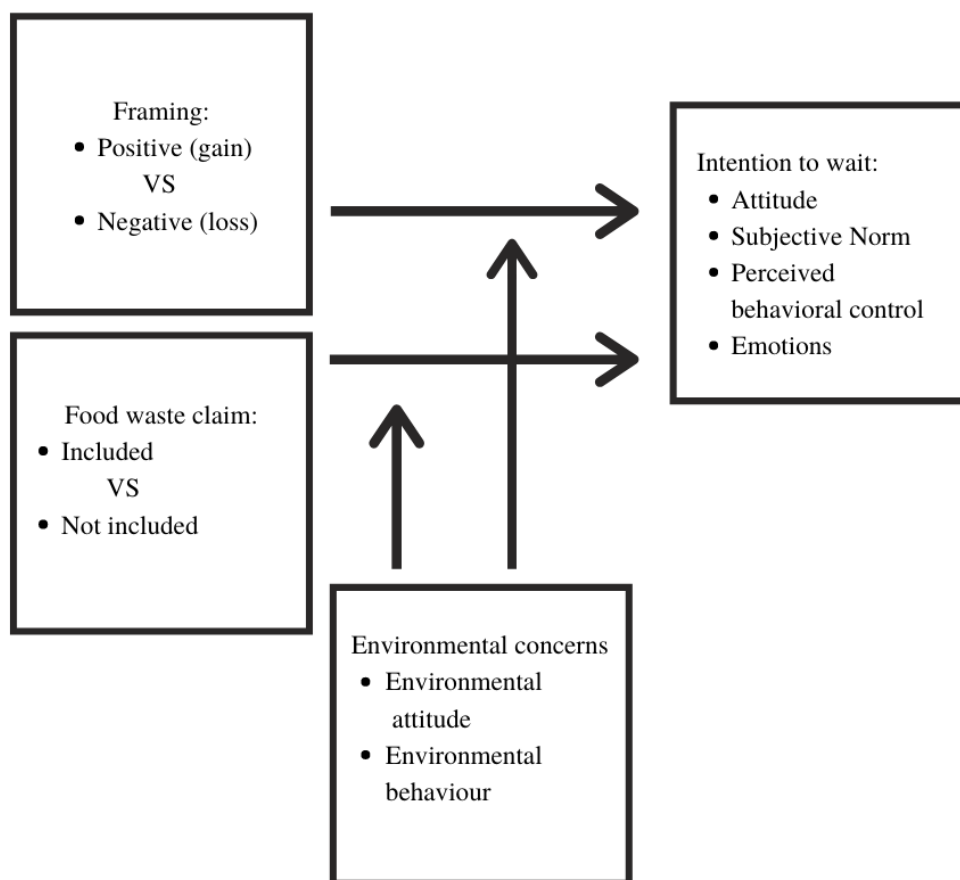 Framing:
• Positive (gain)
VS
• Negative (loss)
Food waste claim:
• Included
VS
• Not included
Intention to wait:
• Attitude
• Subjective Norm
• Perceived
behavioral control
• Emotions
Environmental concerns
• Environmental
attitude
• Environmental
behaviour